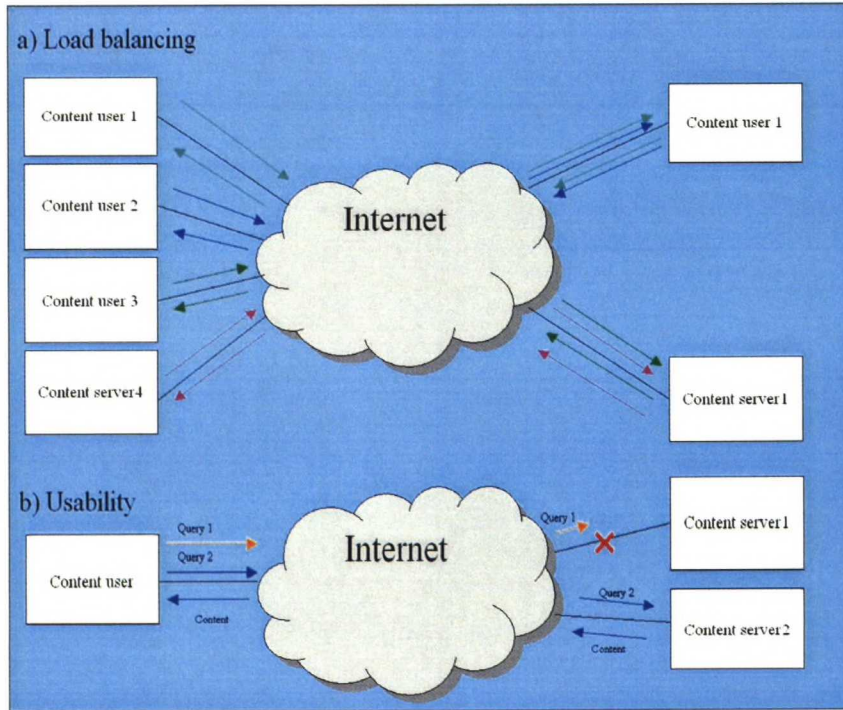 a) Load balancing
Content user 1
Content user 1
Content user 2
Internet
Content user 3
Content server4
Content server1
b) Usability
Query 1
Query 1
Content server1
Query 2
Internet
Content user
Query 2
Content
Content server2
Content